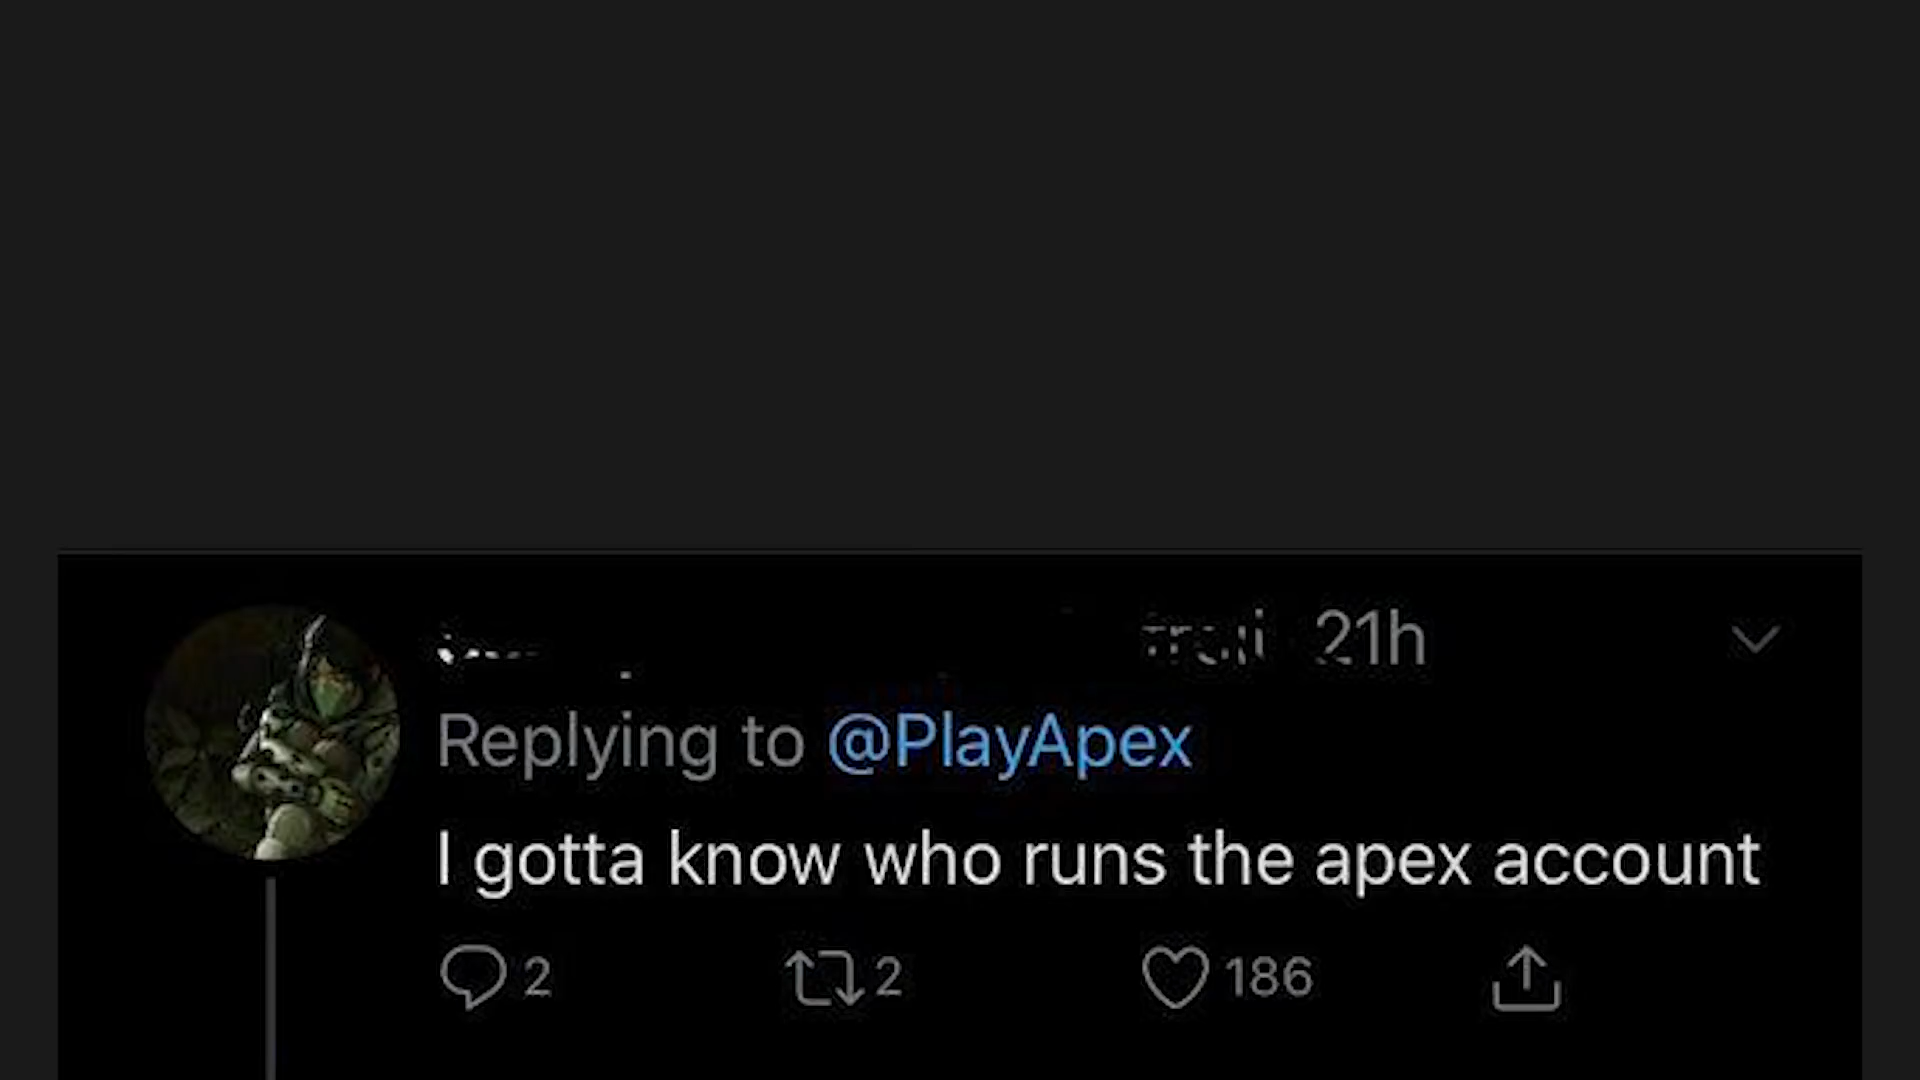 21h
Replying to @PlayApex
I gotta know who runs the apex account
2 2 186